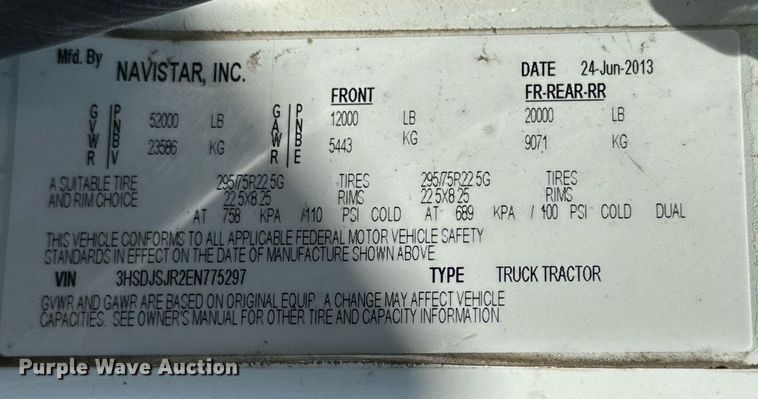 Mfd. By NAVISTAR, INC. DATE 24-Jun-2013
FRONT FR-REAR-RR
GVWR PNBV 52000 LB GAWR PNBE 12000 LB 20000 LB
23586 KG 5443 KG 9071 KG
A SUITABLE TIRE 295/75R22.5G TIRES 295/75R22.5G TIRES
AND RIM CHOICE 22.5X8.25 RIMS 22.5X8.25 RIMS
AT 758 KPA /110 PSI COLD AT 689 KPA / 100 PSI COLD DUAL
THIS VEHICLE CONFORMS TO ALL APPLICABLE FEDERAL MOTOR VEHICLE SAFETY
STANDARDS IN EFFECT ON THE DATE OF MANUFACTURE SHOWN ABOVE.
VIN 3HSDJSJR2EN775297 TYPE TRUCK TRACTOR
GVWR AND GAWR ARE BASED ON ORIGINAL EQUIP. A CHANGE MAY AFFECT VEHICLE
CAPACITIES. SEE OWNER'S MANUAL FOR OTHER TIRE AND CAPACITY INFORMATION.
Purple Wave Auction